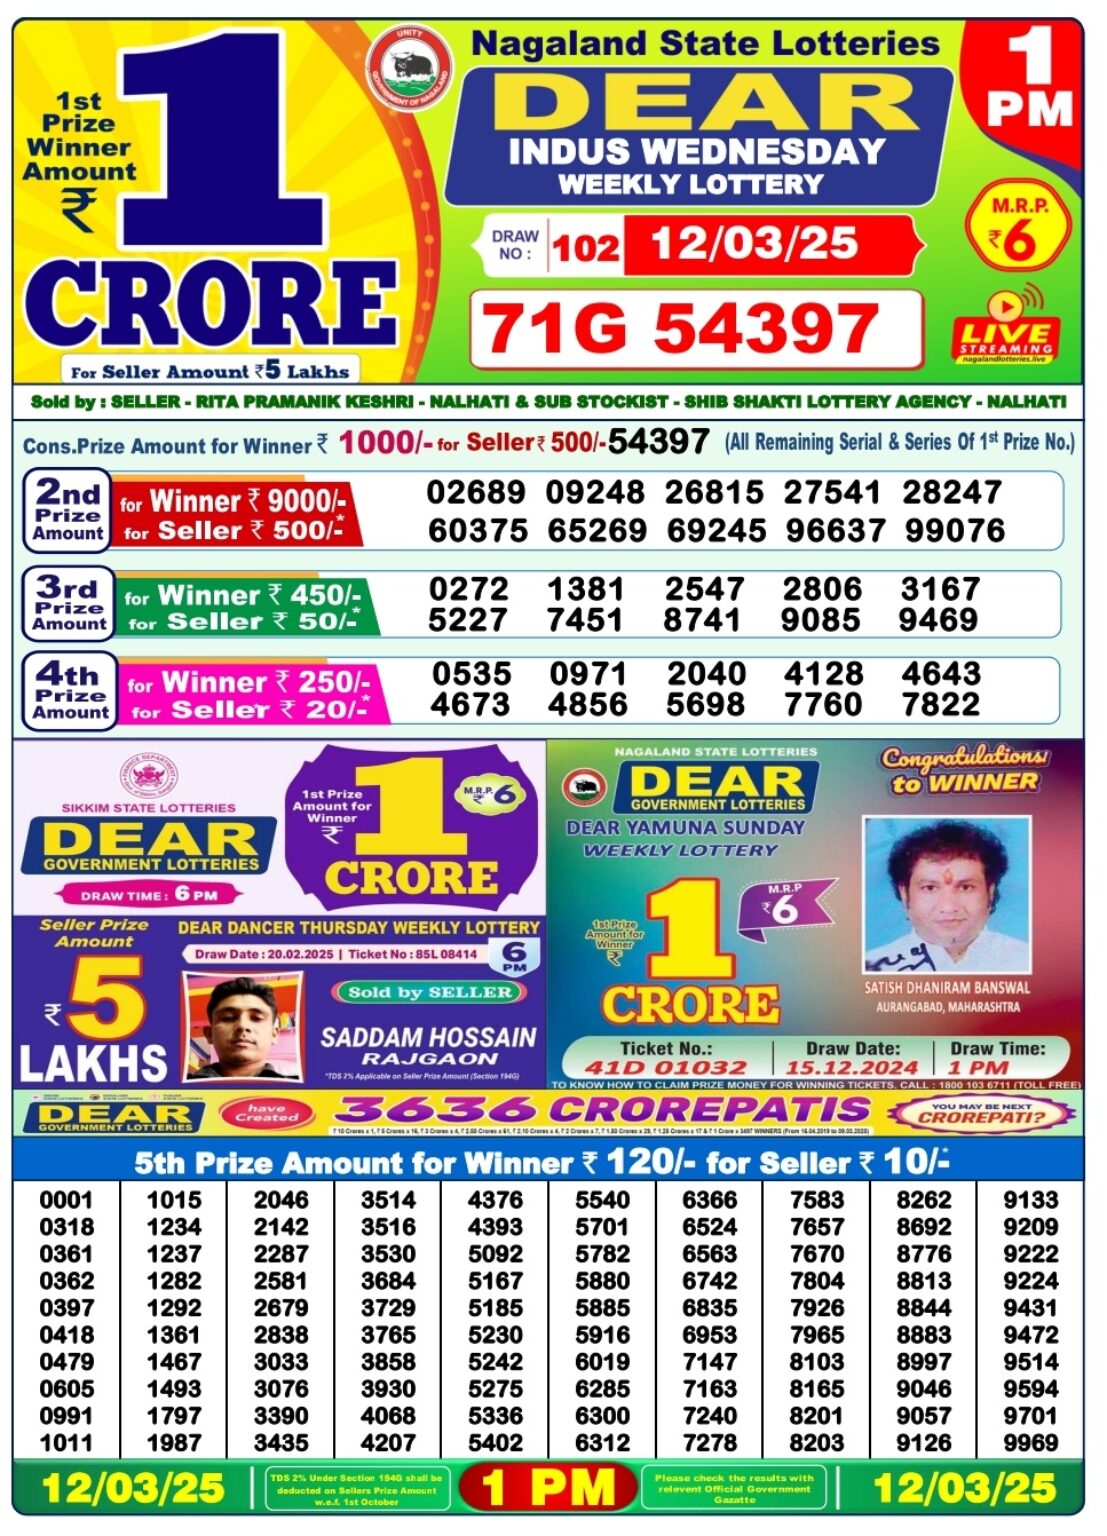 1st
Prize
Winner
Amount
₹
1
CRORE
For Seller Amount ₹5 Lakhs
UNITY
GOVERNMENT OF NAGALAND
Nagaland State Lotteries
DEAR
INDUS WEDNESDAY
WEEKLY LOTTERY
1
PM
DRAW NO : 102 12/03/25
M.R.P.
₹6
71G 54397
LIVE
STREAMING
nagalandlotteries.live
Sold by : SELLER - RITA PRAMANIK KESHRI - NALHATI & SUB STOCKIST - SHIB SHAKTI LOTTERY AGENCY - NALHATI
Cons.Prize Amount for Winner ₹ 1000/- for Seller ₹ 500/- 54397 (All Remaining Serial & Series Of 1st Prize No.)
2nd
Prize
Amount
for Winner ₹ 9000/-
for Seller ₹ 500/-*
02689 09248 26815 27541 28247
60375 65269 69245 96637 99076
3rd
Prize
Amount
for Winner ₹ 450/-
for Seller ₹ 50/-*
0272 1381 2547 2806 3167
5227 7451 8741 9085 9469
4th
Prize
Amount
for Winner ₹ 250/-
for Seller ₹ 20/-*
0535 0971 2040 4128 4643
4673 4856 5698 7760 7822
SIKKIM STATE LOTTERIES
DEAR
GOVERNMENT LOTTERIES
DRAW TIME : 6 PM
1st Prize
Amount for
Winner
₹
1
CRORE
M.R.P.
₹6
Seller Prize
Amount
₹5
LAKHS
DEAR DANCER THURSDAY WEEKLY LOTTERY
Draw Date : 20.02.2025 | Ticket No : 85L 08414
6
PM
Sold by SELLER
SADDAM HOSSAIN
RAJGAON
*TDS 2% Applicable on Seller Prize Amount (Section 194G)
NAGALAND STATE LOTTERIES
DEAR
GOVERNMENT LOTTERIES
DEAR YAMUNA SUNDAY
WEEKLY LOTTERY
Congratulations!
to WINNER
1st Prize
Amount for
Winner
₹
1
CRORE
M.R.P
₹6
SATISH DHANIRAM BANSWAL
AURANGABAD, MAHARASHTRA
Ticket No.: Draw Date: Draw Time:
41D 01032 15.12.2024 1 PM
TO KNOW HOW TO CLAIM PRIZE MONEY FOR WINNING TICKETS, CALL : 1800 103 6711 (TOLL FREE)
DEAR
GOVERNMENT LOTTERIES
have
Created
3636 CROREPATIS
YOU MAY BE NEXT
CROREPATI?
5th Prize Amount for Winner ₹ 120/- for Seller ₹ 10/-*
0001 1015 2046 3514 4376 5540 6366 7583 8262 9133
0318 1234 2142 3516 4393 5701 6524 7657 8692 9209
0361 1237 2287 3530 5092 5782 6563 7670 8776 9222
0362 1282 2581 3684 5167 5880 6742 7804 8813 9224
0397 1292 2679 3729 5185 5885 6835 7926 8844 9431
0418 1361 2838 3765 5230 5916 6953 7965 8883 9472
0479 1467 3033 3858 5242 6019 7147 8103 8997 9514
0605 1493 3076 3930 5275 6285 7163 8165 9046 9594
0991 1797 3390 4068 5336 6300 7240 8201 9057 9701
1011 1987 3435 4207 5402 6312 7278 8203 9126 9969
12/03/25
TDS 2% Under Section 194G shall be
deducted on Sellers Prize Amount
w.e.f. 1st October
1 PM
Please check the results with
relevent Official Government
Gazatte
12/03/25